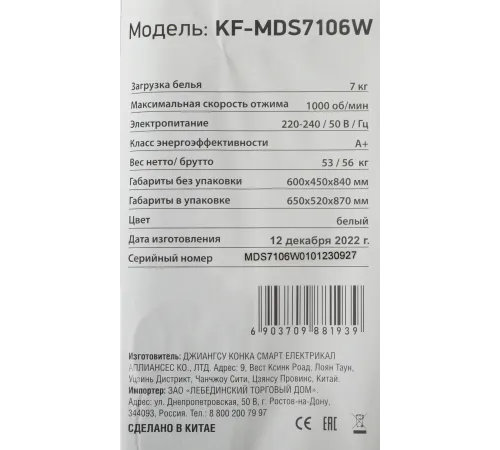 Модель: KF-MDS7106W
Загрузка белья 7 кг
Максимальная скорость отжима 1000 об/мин
Электропитание 220-240 / 50 В / Гц
Класс энергоэффективности A+
Вес нетто/ брутто 53 / 56 кг
Габариты без упаковки 600x450x840 мм
Габариты в упаковке 650x520x870 мм
Цвет белый
Дата изготовления 12 декабря 2022 г.
Серийный номер MDS7106W0101230927
6 903709 881939
Изготовитель: ДЖИАНГСУ КОНКА СМАРТ ЕЛЕКТРИКАЛ
АППЛИАНСЕС КО., ЛТД. Адрес: 9, Вест Ксинк Роад, Лоян Таун,
Уцзинь Дистрикт, Чанчжоу Сити, Цзянсу Провинс, Китай.
Импортер: ЗАО «ЛЕБЕДИНСКИЙ ТОРГОВЫЙ ДОМ».
Адрес: ул. Днепропетровская, 50 В, г. Ростов-на-Дону,
344093, Россия. Тел.: 8 800 200 79 97
СДЕЛАНО В КИТАЕ CE EAC